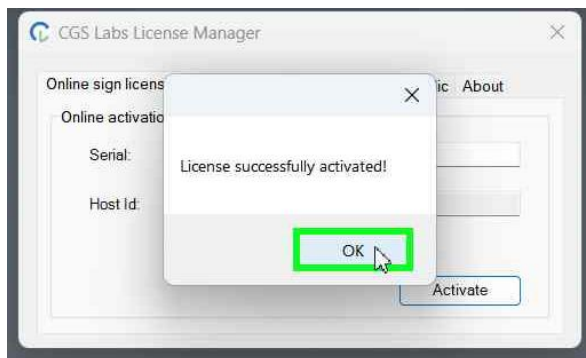 CGS Labs License Manager
Online sign licens ic About
Online activatio
Serial:
License successfully activated!
Host Id:
OK
Activate